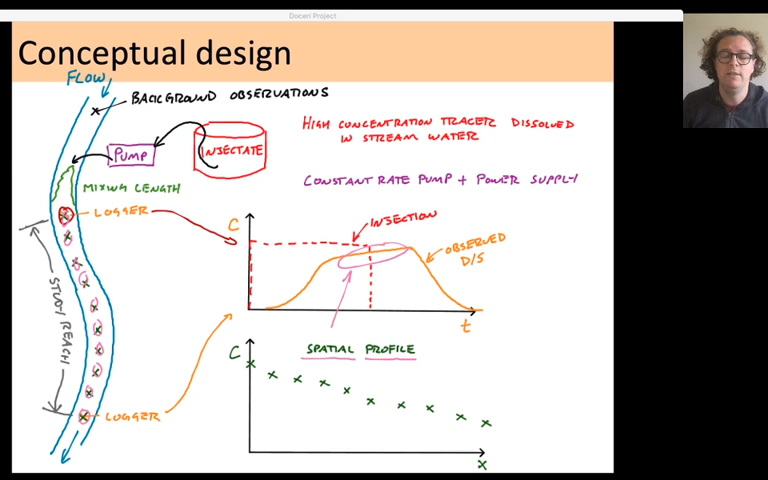 Doceri Project
Conceptual design
FLOW
BACKGROUND OBSERVATIONS
HIGH CONCENTRATION TRACER DISSOLVED
IN STREAM WATER
INJECTATE
PUMP
CONSTANT RATE PUMP + POWER SUPPLY
MIXING LENGTH
LOGGER
C
INJECTION
OBSERVED
D/S
t
STUDY REACH
C
SPATIAL PROFILE
LOGGER
x